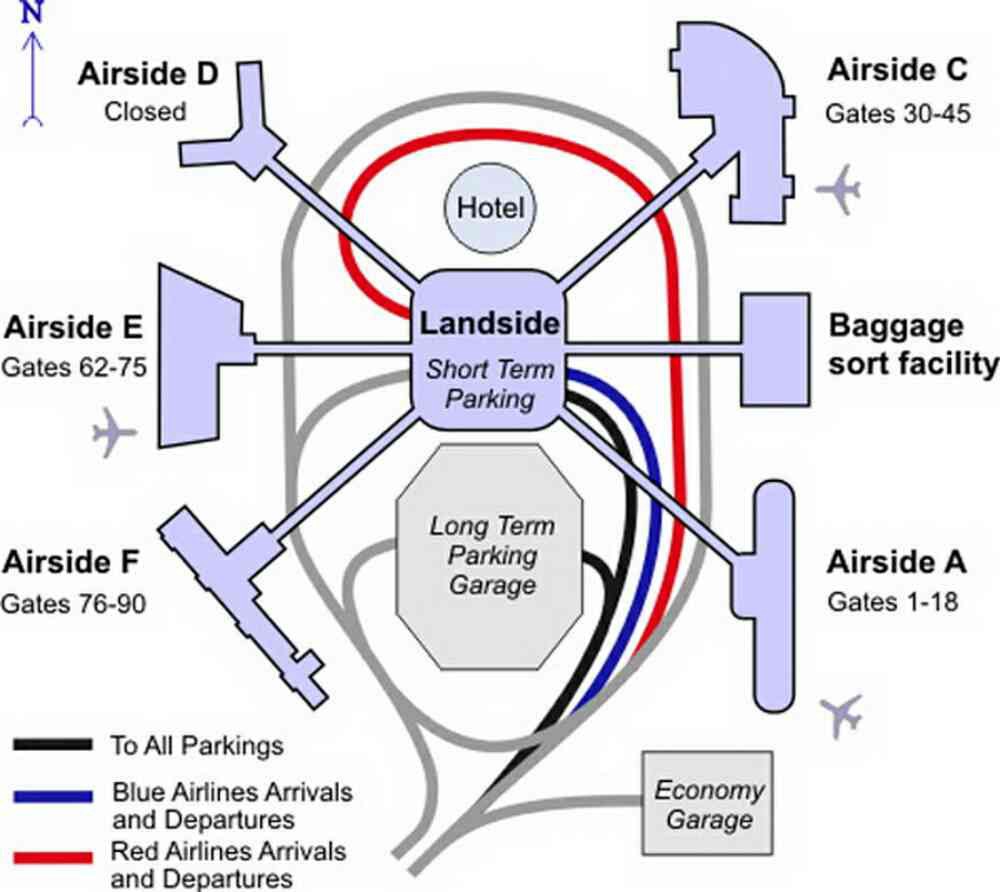 N
Airside D
Closed
Airside C
Gates 30-45
Hotel
Airside E
Gates 62-75
Landside
Short Term
Parking
Baggage
sort facility
Long Term
Parking
Garage
Airside F
Gates 76-90
Airside A
Gates 1-18
To All Parkings
Blue Airlines Arrivals
and Departures
Red Airlines Arrivals
and Departures
Economy
Garage